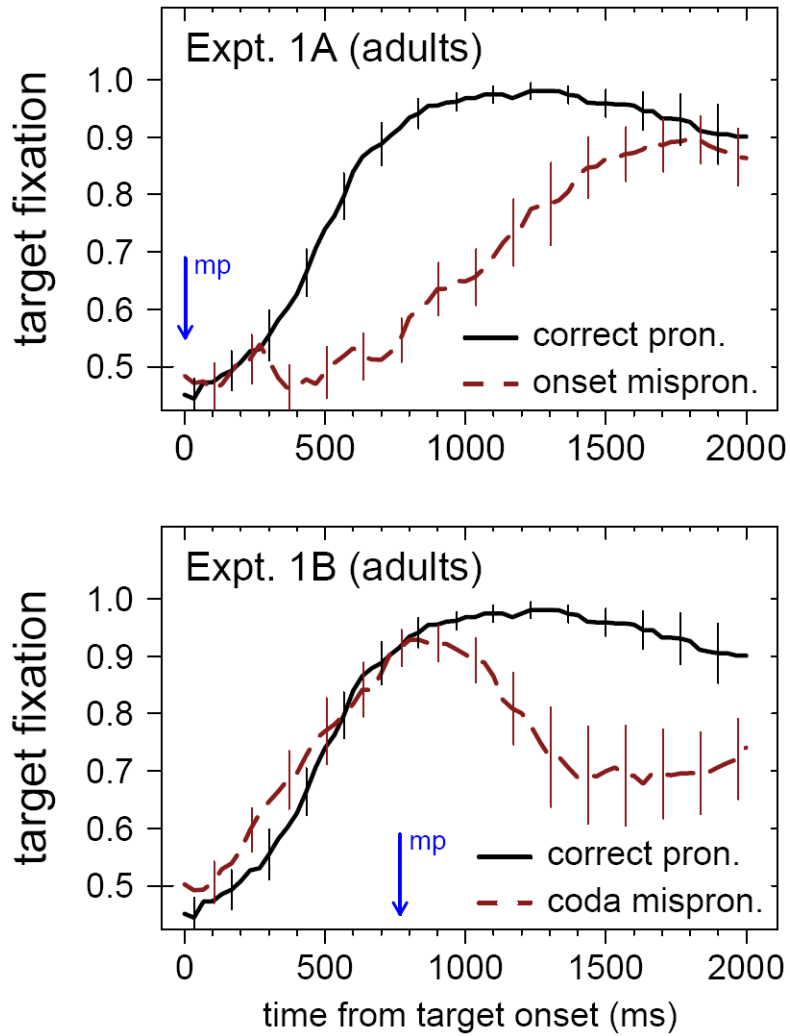 Expt. 1A (adults)
target fixation
1.0
0.9
0.8
0.7
0.6
0.5
mp
correct pron.
onset mispron.
0 500 1000 1500 2000
Expt. 1B (adults)
target fixation
1.0
0.9
0.8
0.7
0.6
0.5
mp
correct pron.
coda mispron.
0 500 1000 1500 2000
time from target onset (ms)